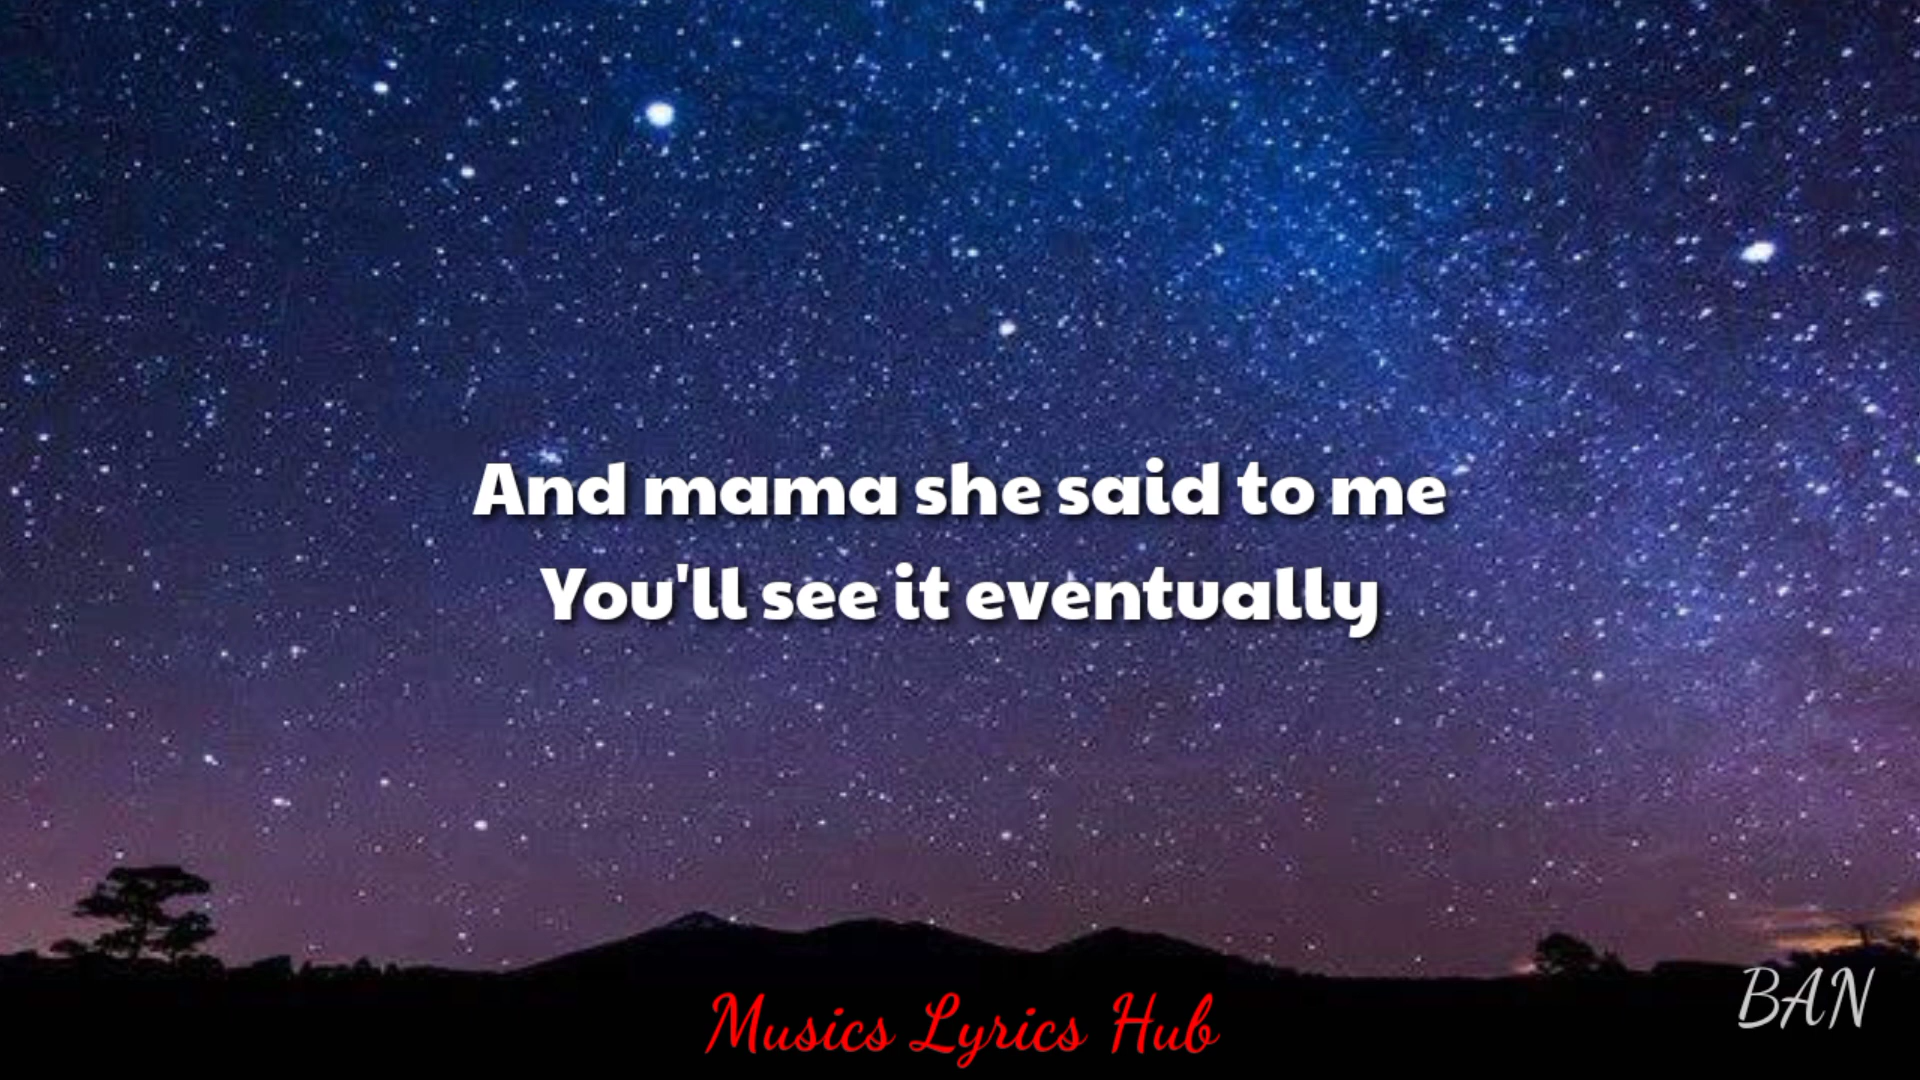 And mama she said to me
You'll see it eventually
Musics Lyrics Hub
BAN